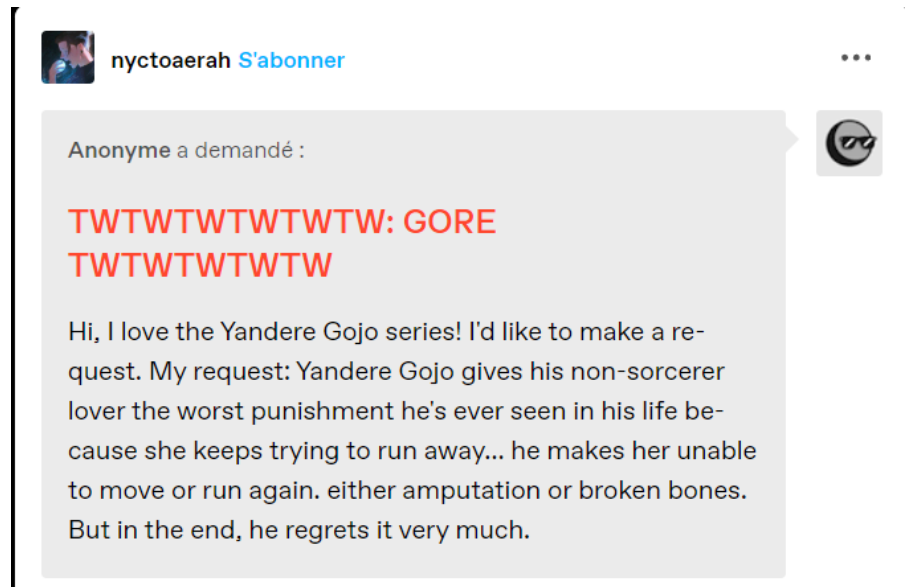 nyctoaerah S'abonner
Anonyme a demandé :
TWTWTWTWTWTW: GORE
TWTWTWTWTW
Hi, I love the Yandere Gojo series! I'd like to make a re-
quest. My request: Yandere Gojo gives his non-sorcerer
lover the worst punishment he's ever seen in his life be-
cause she keeps trying to run away... he makes her unable
to move or run again. either amputation or broken bones.
But in the end, he regrets it very much.